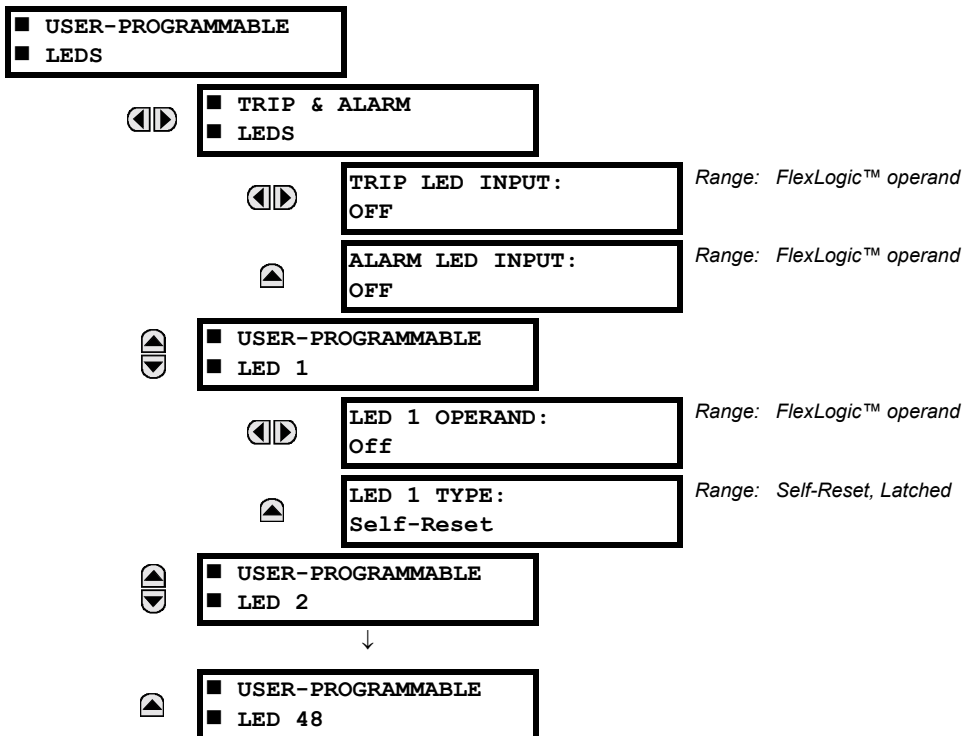 ■ USER-PROGRAMMABLE
■ LEDS
■ TRIP & ALARM
■ LEDS
TRIP LED INPUT: Range: FlexLogic™ operand
OFF
ALARM LED INPUT: Range: FlexLogic™ operand
OFF
■ USER-PROGRAMMABLE
■ LED 1
LED 1 OPERAND: Range: FlexLogic™ operand
Off
LED 1 TYPE: Range: Self-Reset, Latched
Self-Reset
■ USER-PROGRAMMABLE
■ LED 2
↓
■ USER-PROGRAMMABLE
■ LED 48